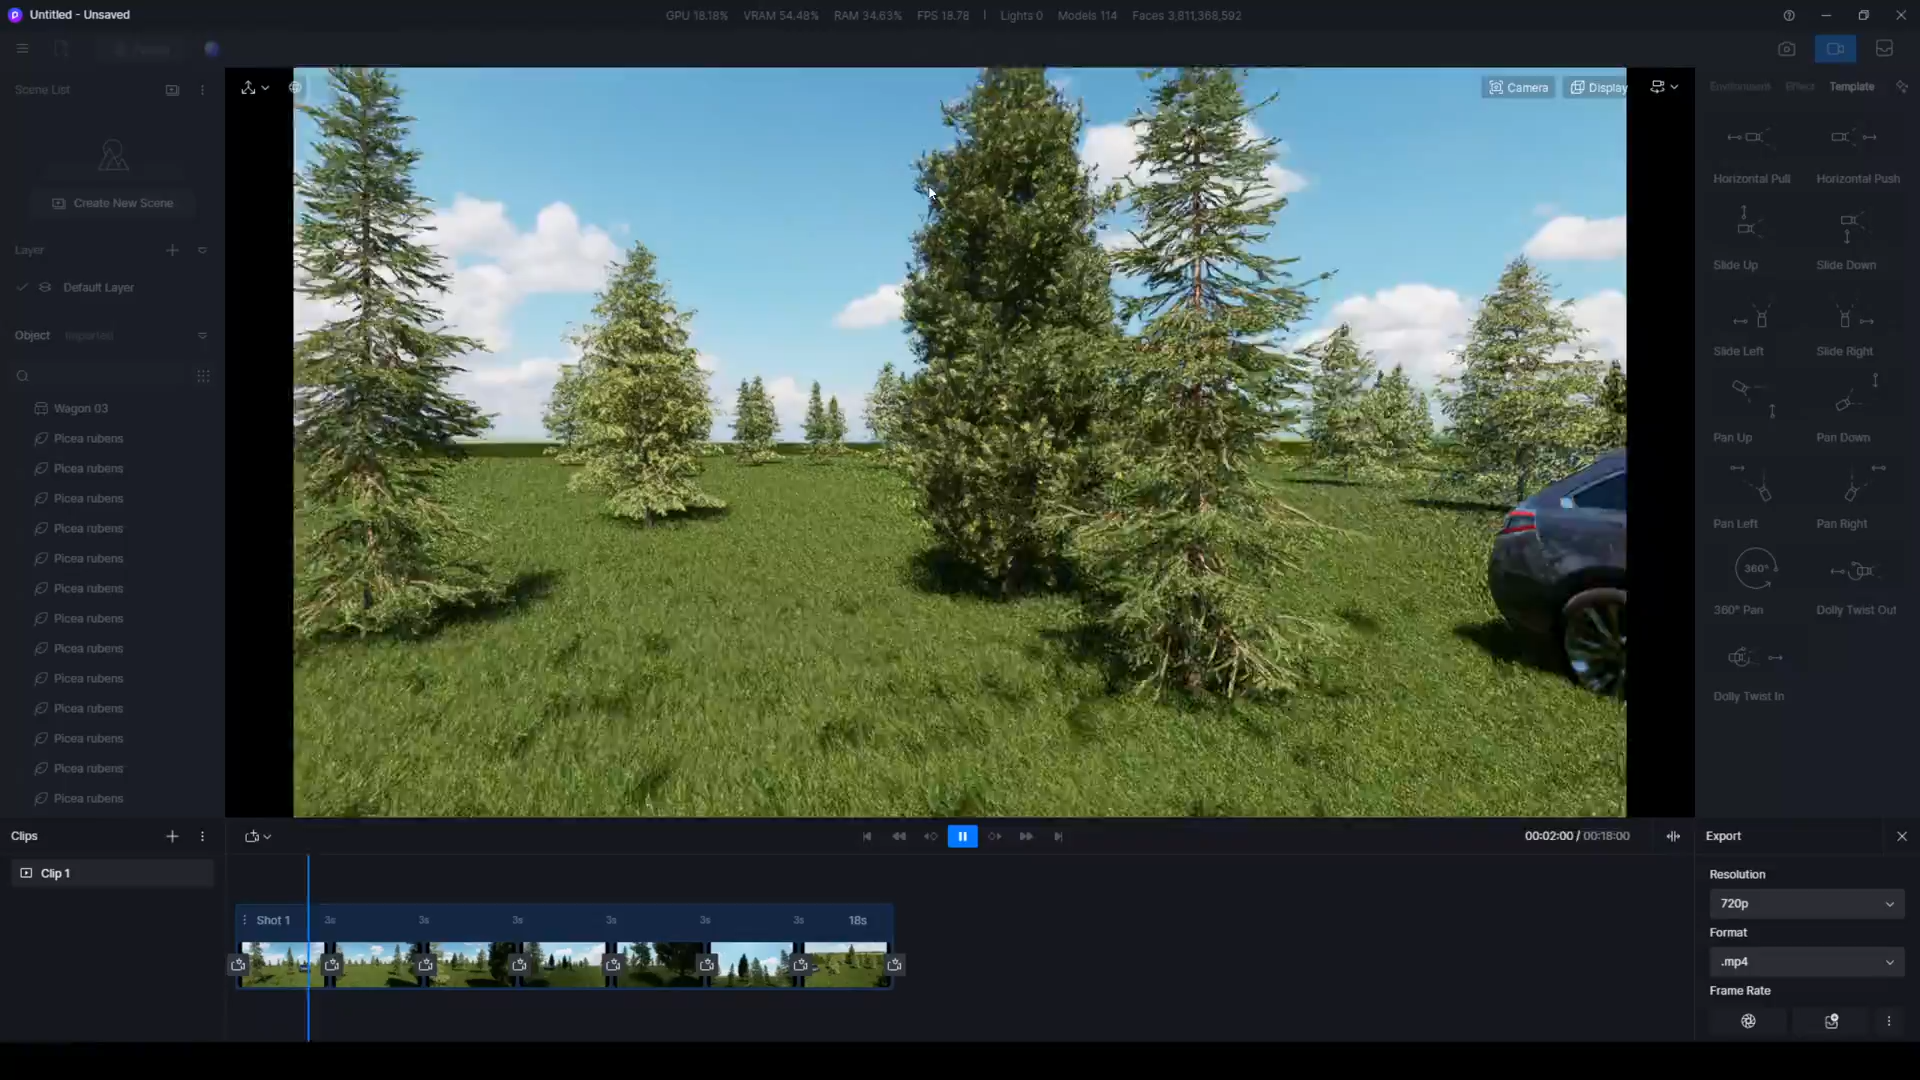 Untitled - Unsaved
GPU 18.18% VRAM 54.48% RAM 34.63% FPS 18.78 Lights 0 Models 114 Faces 3,811,368,592
Scene List
Create New Scene
Layer
Default Layer
Object Imported
Wagon 03
Picea rubens
Picea rubens
Picea rubens
Picea rubens
Picea rubens
Picea rubens
Picea rubens
Picea rubens
Picea rubens
Picea rubens
Picea rubens
Picea rubens
Picea rubens
Camera Display
Environment Effect Template
Horizontal Pull Horizontal Push
Slide Up Slide Down
Slide Left Slide Right
Pan Up Pan Down
Pan Left Pan Right
360°
360° Pan Dolly Twist Out
Dolly Twist In
Clips
Clip 1
00:02:00 / 00:18:00
Shot 1 3s 3s 3s 3s 3s 3s 18s
Export
Resolution
720p
Format
.mp4
Frame Rate